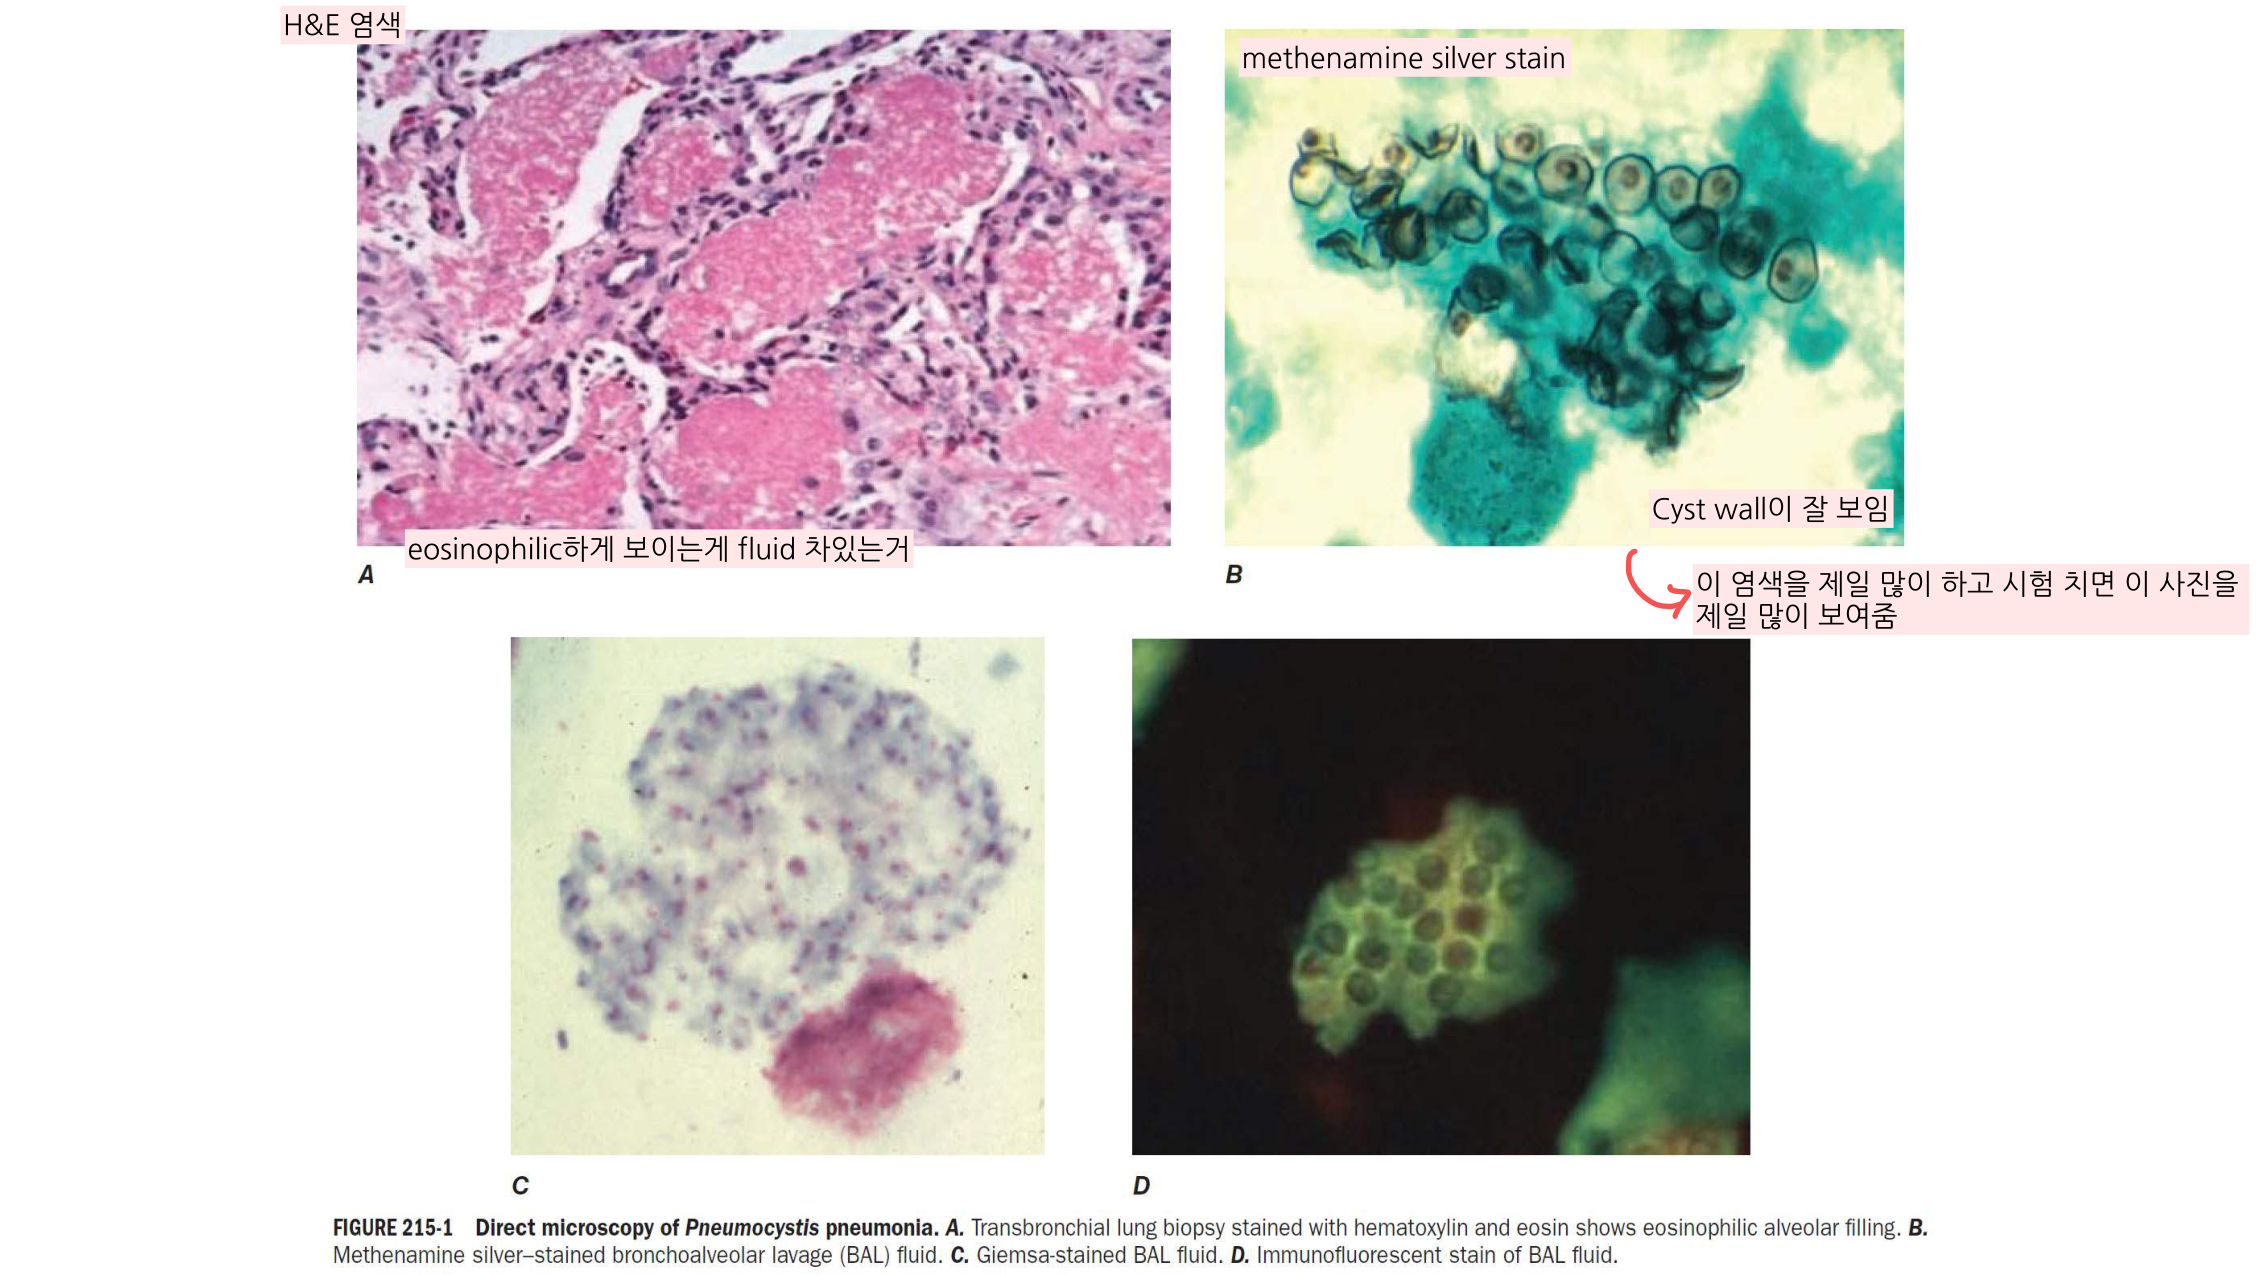 H&E 염색
methenamine silver stain
Cyst wall이 잘 보임
eosinophilic하게 보이는게 fluid 차있는거
A
B
이 염색을 제일 많이 하고 시험 치면 이 사진을
제일 많이 보여줌
C
D
FIGURE 215-1 Direct microscopy of Pneumocystis pneumonia. A. Transbronchial lung biopsy stained with hematoxylin and eosin shows eosinophilic alveolar filling. B.
Methenamine silver–stained bronchoalveolar lavage (BAL) fluid. C. Giemsa-stained BAL fluid. D. Immunofluorescent stain of BAL fluid.